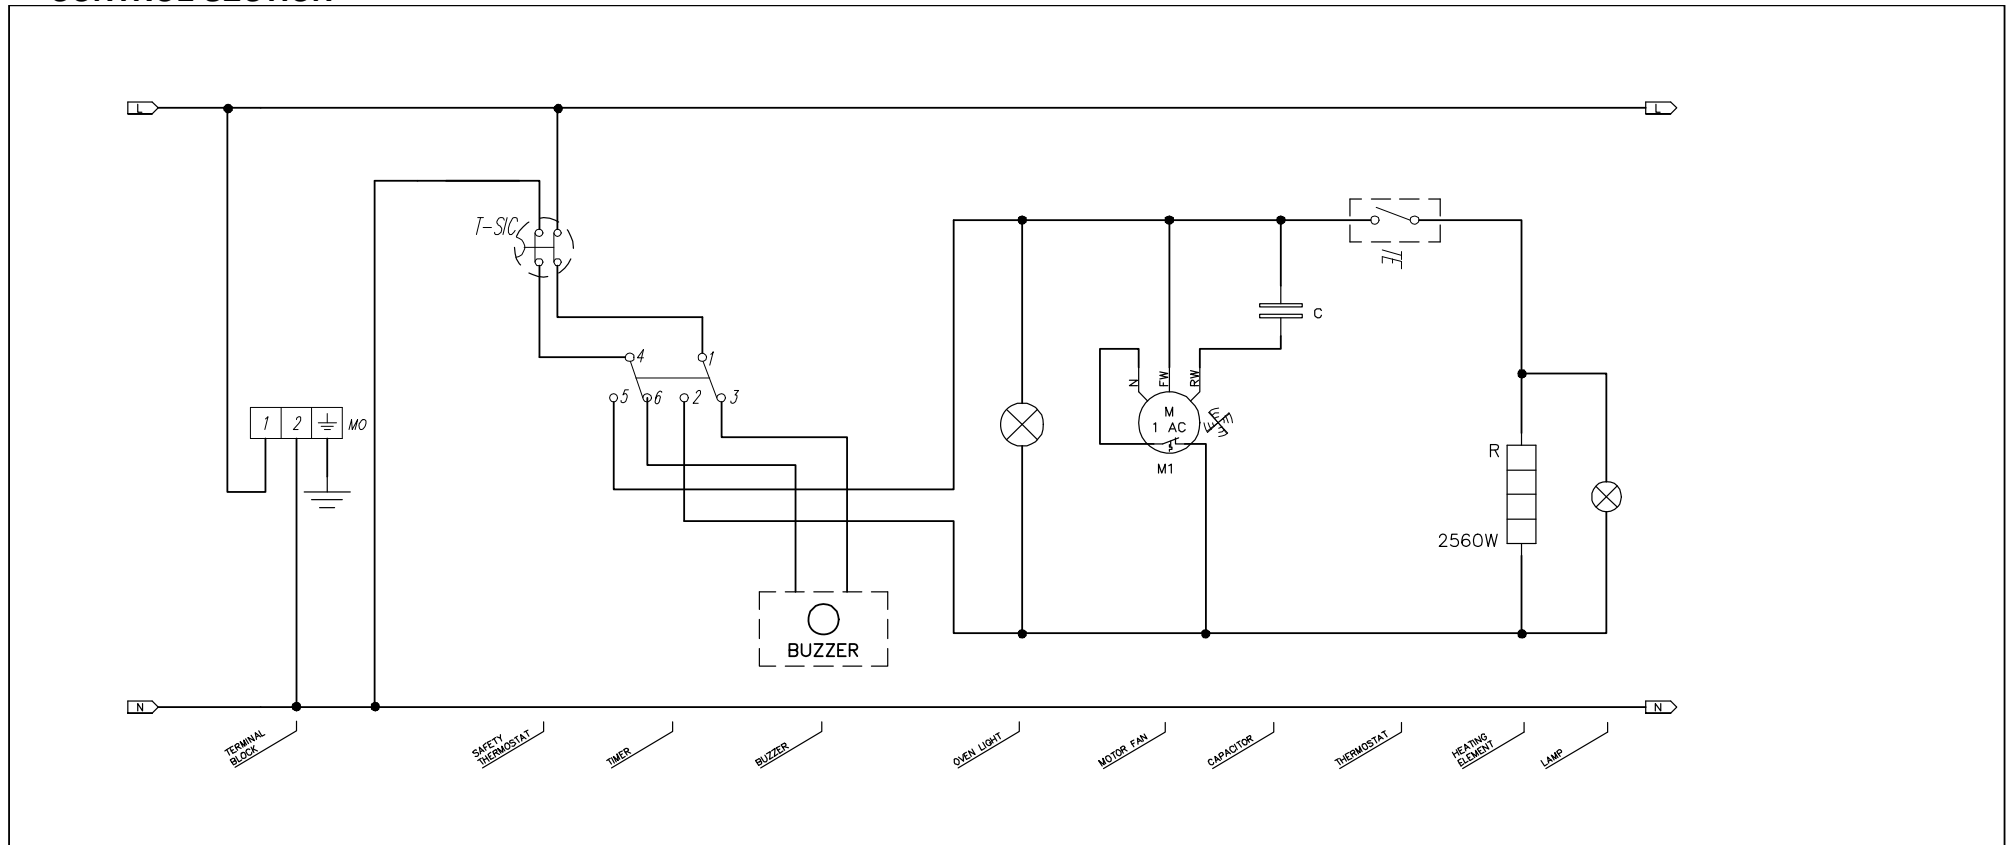 L
L
T-SIC
TE
C
4
1
5
6
2
3
1
2
MO
N
FW
RW
M
1 AC
M1
R
2560W
BUZZER
N
N
TERMINAL
BLOCK
SAFETY
THERMOSTAT
TIMER
BUZZER
OVEN LIGHT
MOTOR FAN
CAPACITOR
THERMOSTAT
HEATING
ELEMENT
LAMP